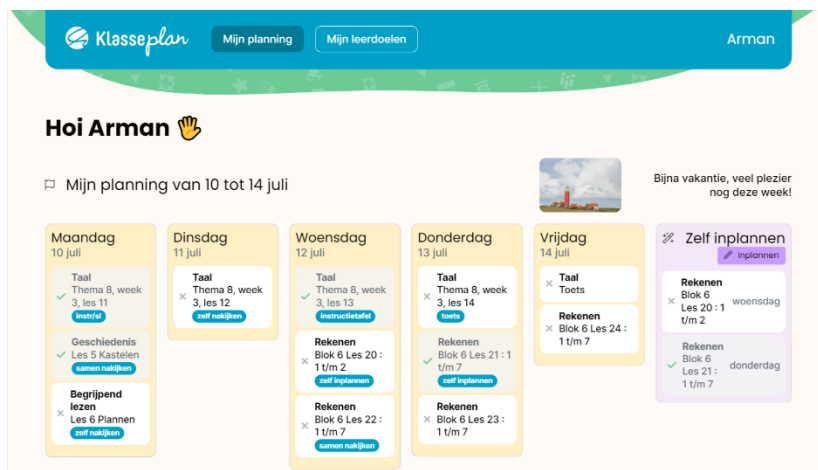 Klasseplan
Mijn planning
Mijn leerdoelen
Arman
Hoi Arman
Mijn planning van 10 tot 14 juli
Bijna vakantie, veel plezier
nog deze week!
Maandag
10 juli
Taal
Thema 8, week
3, les 11
instr/sl
Geschiedenis
Les 5 Kastelen
samen nakijken
Begrijpend
lezen
Les 6 Plannen
zelf nakijken
Dinsdag
11 juli
Taal
Thema 8, week
3, les 12
zelf nakijken
Woensdag
12 juli
Taal
Thema 8, week
3, les 13
instructietafel
Rekenen
Blok 6 Les 20 :
1 t/m 2
zelf inplannen
Rekenen
Blok 6 Les 22 :
1 t/m 7
samen nakijken
Donderdag
13 juli
Taal
Thema 8, week
3, les 14
toets
Rekenen
Blok 6 Les 21 : 1
t/m 7
zelf inplannen
Rekenen
Blok 6 Les 23 :
1 t/m 7
Vrijdag
14 juli
Taal
Toets
Rekenen
Blok 6 Les 24 :
1 t/m 7
Zelf inplannen
Inplannen
Rekenen
Blok 6
Les 20 : 1
t/m 2
woensdag
Rekenen
Blok 6
Les 21 :
1 t/m 7
donderdag